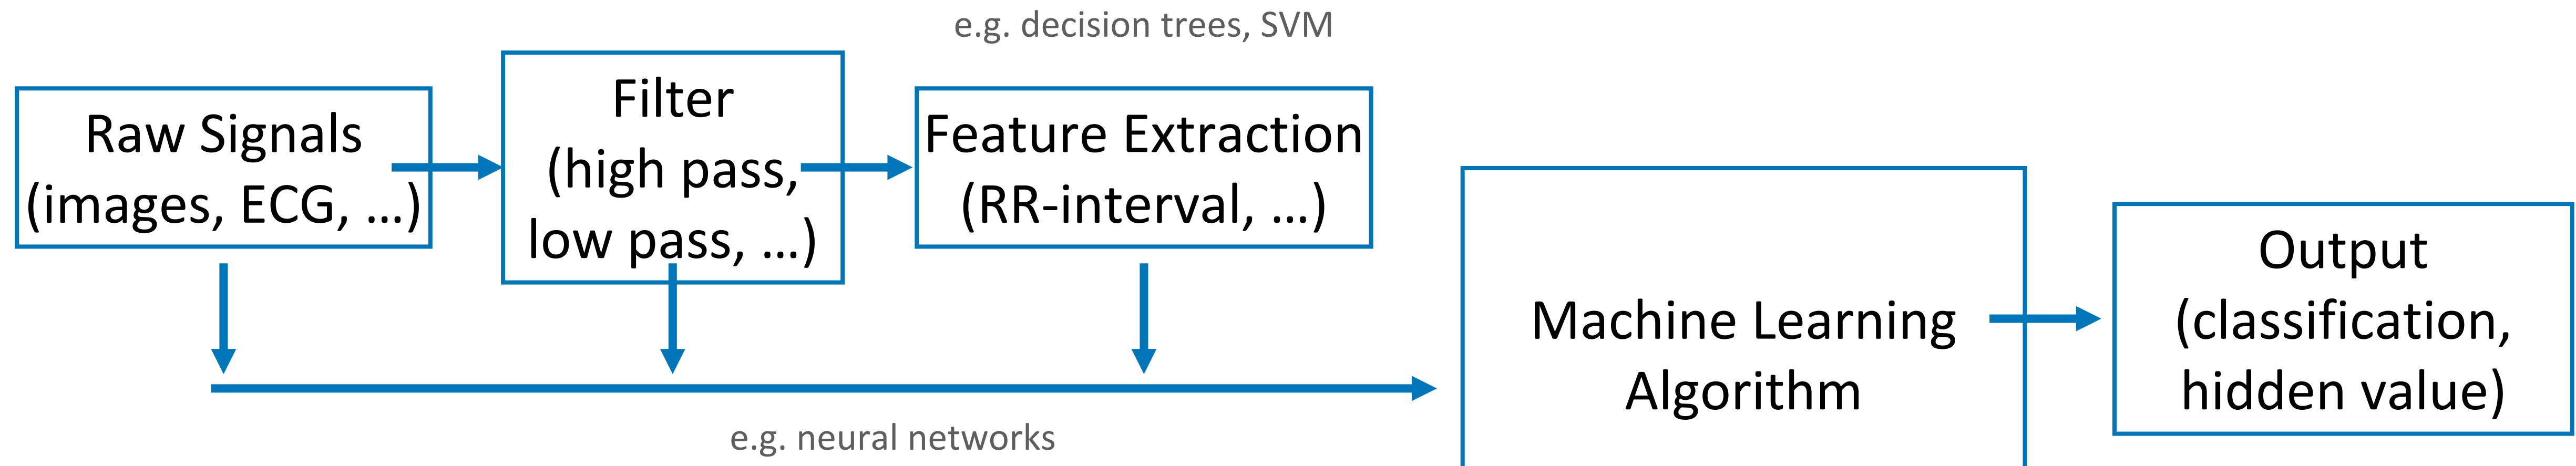 e.g. decision trees, SVM
Raw Signals
(images, ECG, ...)
Filter
(high pass,
low pass, ...)
Feature Extraction
(RR-interval, ...)
Machine Learning
Algorithm
Output
(classification,
hidden value)
e.g. neural networks